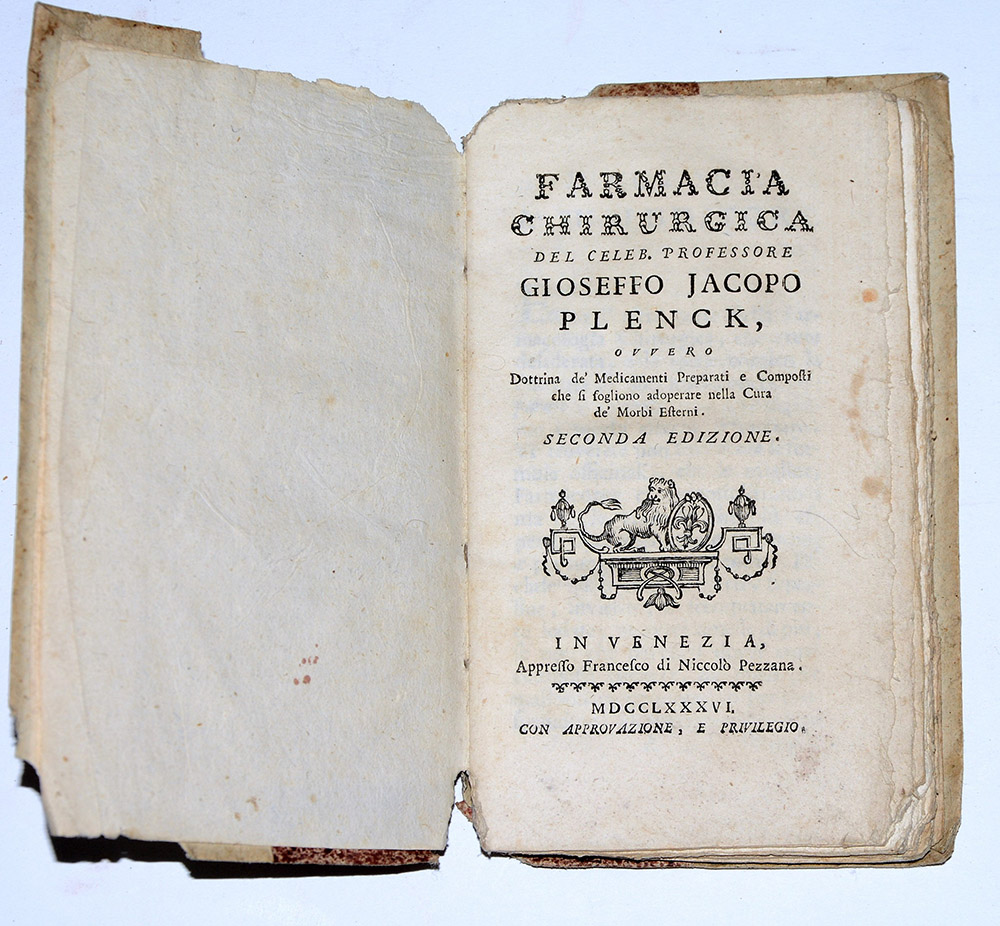 FARMACIA
CHIRURGICA
DEL CELEB. PROFESSORE
GIOSEFFO JACOPO
PLENCK,
OVVERO
Dottrina de' Medicamenti Preparati e Compoſti
che ſi ſogliono adoperare nella Cura
de' Morbi Eſterni.
SECONDA EDIZIONE.
IN VENEZIA,
Appreſſo Franceſco di Niccolò Pezzana.
MDCCLXXXVI.
CON APPROVAZIONE, E PRIVILEGIO.